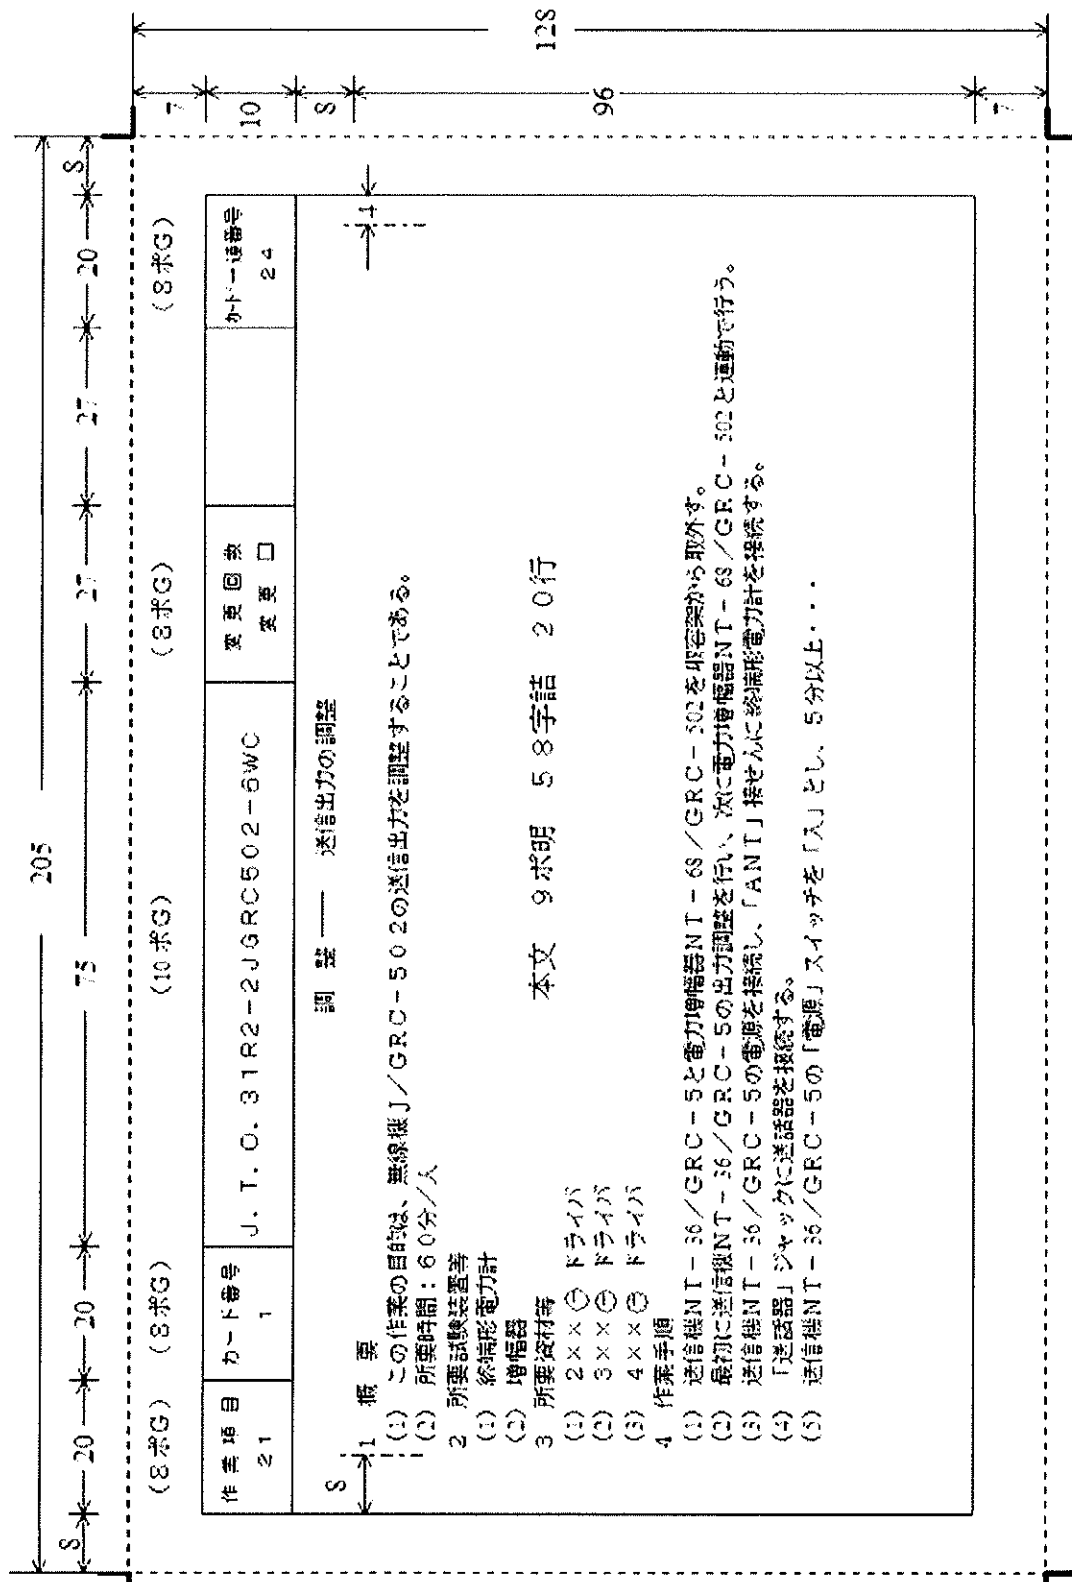 205
8 20 20 75 27 27 20 8
(8ポG) (8ポG) (10ポG) (8ポG) (8ポG)
作業項目 カード番号 J.T.O.31R2-2JGRC502-6WC 変更回数 カード一連番号
21 1 変更日 24
7
10
8
96
7
128
調 整 ―― 送信出力の調整
8
1
1 概 要
(1) この作業の目的は、無線機J/GRC-502の送信出力を調整することである。
(2) 所要時間:60分/人
2 所要試験装置等
(1) 終端形電力計
(2) 増幅器
3 所要資材等
(1) 2××⊖ ドライバ
(2) 3××⊖ ドライバ
(3) 4××⊖ ドライバ
本文 9ポ明 58字詰 20行
4 作業手順
(1) 送信機NT-36/GRC-5と電力増幅器NT-68/GRC-502を収容架から取外す。
(2) 最初に送信機NT-36/GRC-5の出力調整を行い、次に電力増幅器NT-68/GRC-502と連動で行う。
(3) 送信機NT-36/GRC-5の電源を接続し、「ANT」接せんに終端形電力計を接続する。
(4) 「送話器」ジャックに送話器を接続する。
(5) 送信機NT-36/GRC-5の「電源」スイッチを「入」とし、5分以上・・・